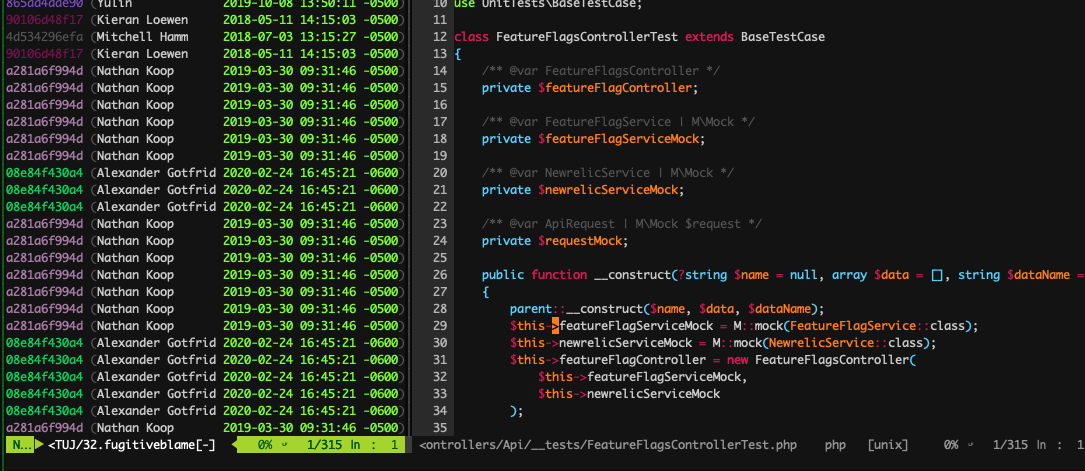 865dd4dde90 (Yulin 2019-10-08 13:50:11 -0500) 10 use UnitTests\BaseTestCase;
90106d48f17 (Kieran Loewen 2018-05-11 14:15:03 -0500) 11
4d534296efa (Mitchell Hamm 2018-07-03 13:15:27 -0500) 12 class FeatureFlagsControllerTest extends BaseTestCase
90106d48f17 (Kieran Loewen 2018-05-11 14:15:03 -0500) 13 {
a281a6f994d (Nathan Koop 2019-03-30 09:31:46 -0500) 14 /** @var FeatureFlagsController */
a281a6f994d (Nathan Koop 2019-03-30 09:31:46 -0500) 15 private $featureFlagController;
a281a6f994d (Nathan Koop 2019-03-30 09:31:46 -0500) 16
a281a6f994d (Nathan Koop 2019-03-30 09:31:46 -0500) 17 /** @var FeatureFlagService | M\Mock */
a281a6f994d (Nathan Koop 2019-03-30 09:31:46 -0500) 18 private $featureFlagServiceMock;
a281a6f994d (Nathan Koop 2019-03-30 09:31:46 -0500) 19
08e84f430a4 (Alexander Gotfrid 2020-02-24 16:45:21 -0600) 20 /** @var NewrelicService | M\Mock */
08e84f430a4 (Alexander Gotfrid 2020-02-24 16:45:21 -0600) 21 private $newrelicServiceMock;
08e84f430a4 (Alexander Gotfrid 2020-02-24 16:45:21 -0600) 22
a281a6f994d (Nathan Koop 2019-03-30 09:31:46 -0500) 23 /** @var ApiRequest | M\Mock $request */
a281a6f994d (Nathan Koop 2019-03-30 09:31:46 -0500) 24 private $requestMock;
a281a6f994d (Nathan Koop 2019-03-30 09:31:46 -0500) 25
a281a6f994d (Nathan Koop 2019-03-30 09:31:46 -0500) 26 public function __construct(?string $name = null, array $data = [], string $dataName =
a281a6f994d (Nathan Koop 2019-03-30 09:31:46 -0500) 27 {
a281a6f994d (Nathan Koop 2019-03-30 09:31:46 -0500) 28 parent::__construct($name, $data, $dataName);
a281a6f994d (Nathan Koop 2019-03-30 09:31:46 -0500) 29 $this->featureFlagServiceMock = M::mock(FeatureFlagService::class);
08e84f430a4 (Alexander Gotfrid 2020-02-24 16:45:21 -0600) 30 $this->newrelicServiceMock = M::mock(NewrelicService::class);
08e84f430a4 (Alexander Gotfrid 2020-02-24 16:45:21 -0600) 31 $this->featureFlagController = new FeatureFlagsController(
08e84f430a4 (Alexander Gotfrid 2020-02-24 16:45:21 -0600) 32 $this->featureFlagServiceMock,
08e84f430a4 (Alexander Gotfrid 2020-02-24 16:45:21 -0600) 33 $this->newrelicServiceMock
08e84f430a4 (Alexander Gotfrid 2020-02-24 16:45:21 -0600) 34 );
a281a6f994d (Nathan Koop 2019-03-30 09:31:46 -0500) 35
N... <TUJ/32.fugitiveblame[-] 0% 1/315 ln : 1 <ontrollers/Api/__tests/FeatureFlagsControllerTest.php php [unix] 0% 1/315 ln : 1